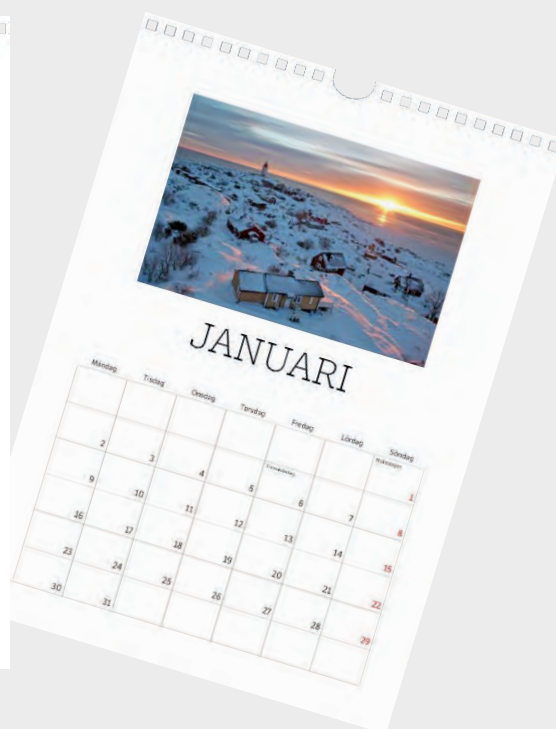 JANUARI
Måndag Tisdag Onsdag Torsdag Fredag Lördag Söndag
Nyårsdagen
1
Trettondedag
2 3 4 5 6 7 8
9 10 11 12 13 14 15
16 17 18 19 20 21 22
23 24 25 26 27 28 29
30 31